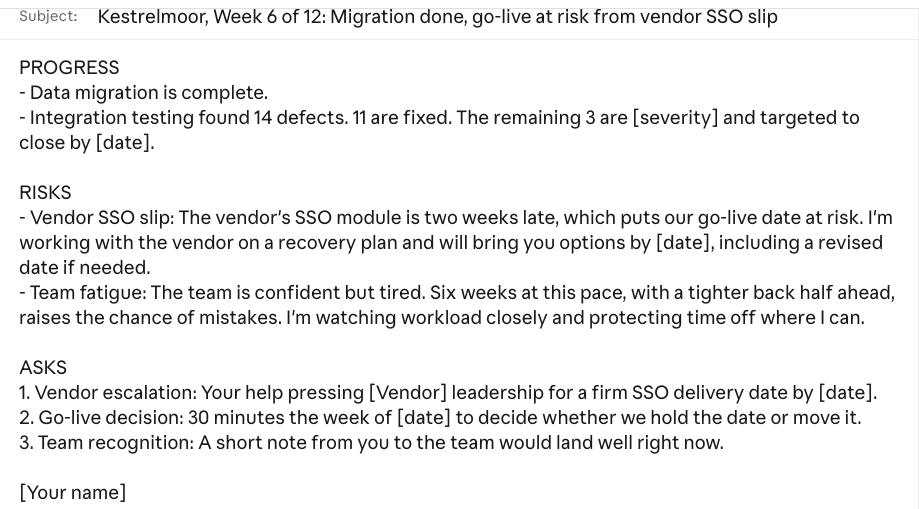 Subject: Kestrelmoor, Week 6 of 12: Migration done, go-live at risk from vendor SSO slip
PROGRESS
- Data migration is complete.
- Integration testing found 14 defects. 11 are fixed. The remaining 3 are [severity] and targeted to
close by [date].
RISKS
- Vendor SSO slip: The vendor's SSO module is two weeks late, which puts our go-live date at risk. I'm
working with the vendor on a recovery plan and will bring you options by [date], including a revised
date if needed.
- Team fatigue: The team is confident but tired. Six weeks at this pace, with a tighter back half ahead,
raises the chance of mistakes. I'm watching workload closely and protecting time off where I can.
ASKS
1. Vendor escalation: Your help pressing [Vendor] leadership for a firm SSO delivery date by [date].
2. Go-live decision: 30 minutes the week of [date] to decide whether we hold the date or move it.
3. Team recognition: A short note from you to the team would land well right now.
[Your name]